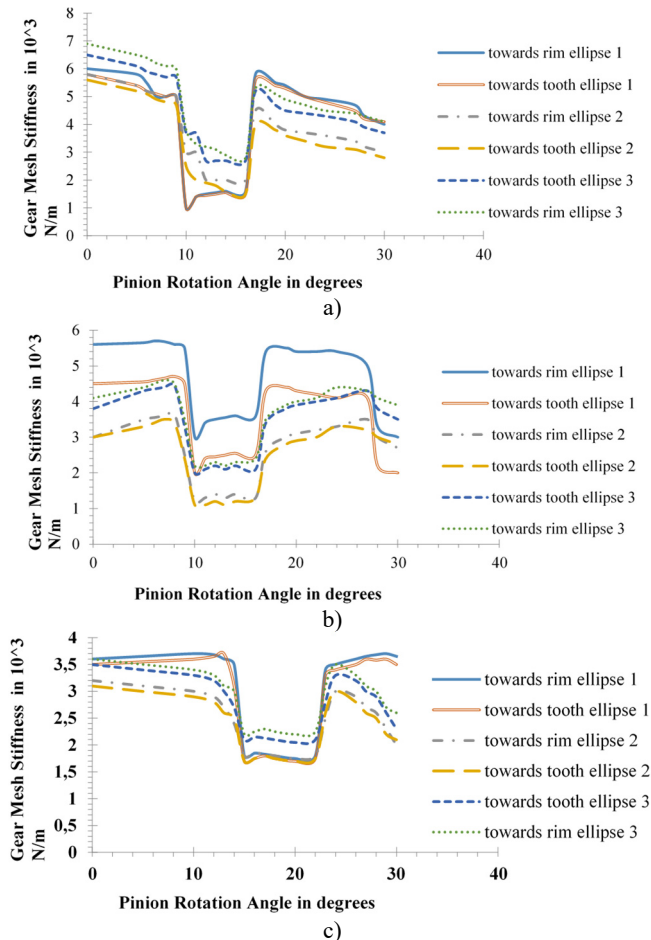 a)
Gear Mesh Stiffness in 10^3
N/m
8
7
6
5
4
3
2
1
0
0
10
20
30
40
Pinion Rotation Angle in degrees
towards rim ellipse 1
towards tooth ellipse 1
towards rim ellipse 2
towards tooth ellipse 2
towards tooth ellipse 3
towards rim ellipse 3
a)
Gear Mesh Stiffness in 10^3
N/m
6
5
4
3
2
1
0
0
10
20
30
40
Pinion Rotation Angle in degrees
towards rim ellipse 1
towards tooth ellipse 1
towards rim ellipse 2
towards tooth ellipse 2
towards tooth ellipse 3
towards rim ellipse 3
b)
Gear Mesh Stiffness in 10^3
N/m
4
3,5
3
2,5
2
1,5
1
0,5
0
0
10
20
30
40
Pinion Rotation Angle in degrees
towards rim ellipse 1
towards tooth ellipse 1
towards rim ellipse 2
towards tooth ellipse 2
towards tooth ellipse 3
towards rim ellipse 3
c)